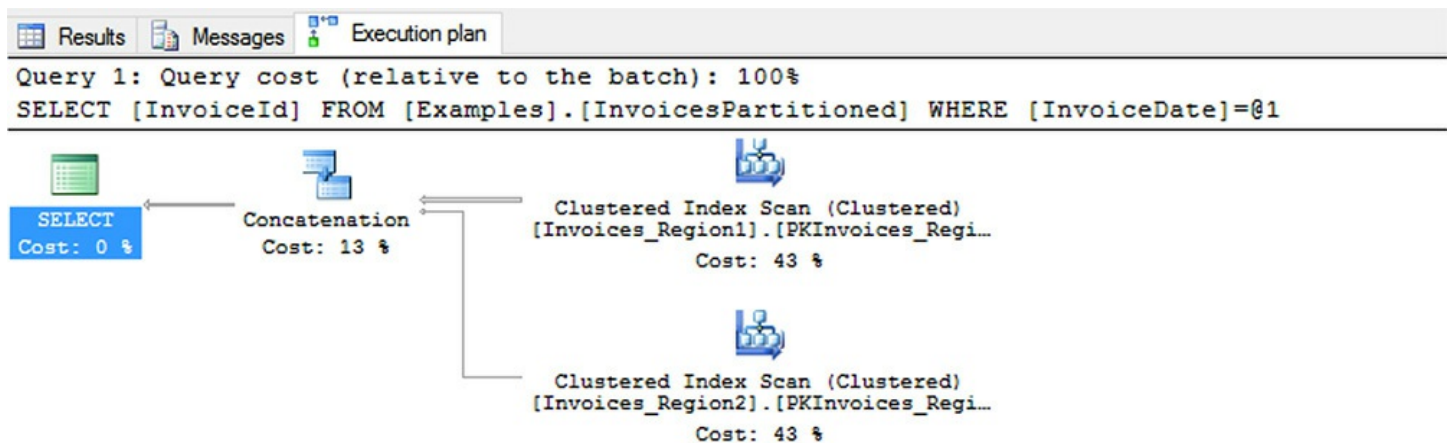 Results Messages Execution plan
Query 1: Query cost (relative to the batch): 100%
SELECT [InvoiceId] FROM [Examples].[InvoicesPartitioned] WHERE [InvoiceDate]=@1
SELECT
Cost: 0 %
Concatenation
Cost: 13 %
Clustered Index Scan (Clustered)
[Invoices_Region1].[PKInvoices_Regi…
Cost: 43 %
Clustered Index Scan (Clustered)
[Invoices_Region2].[PKInvoices_Regi…
Cost: 43 %